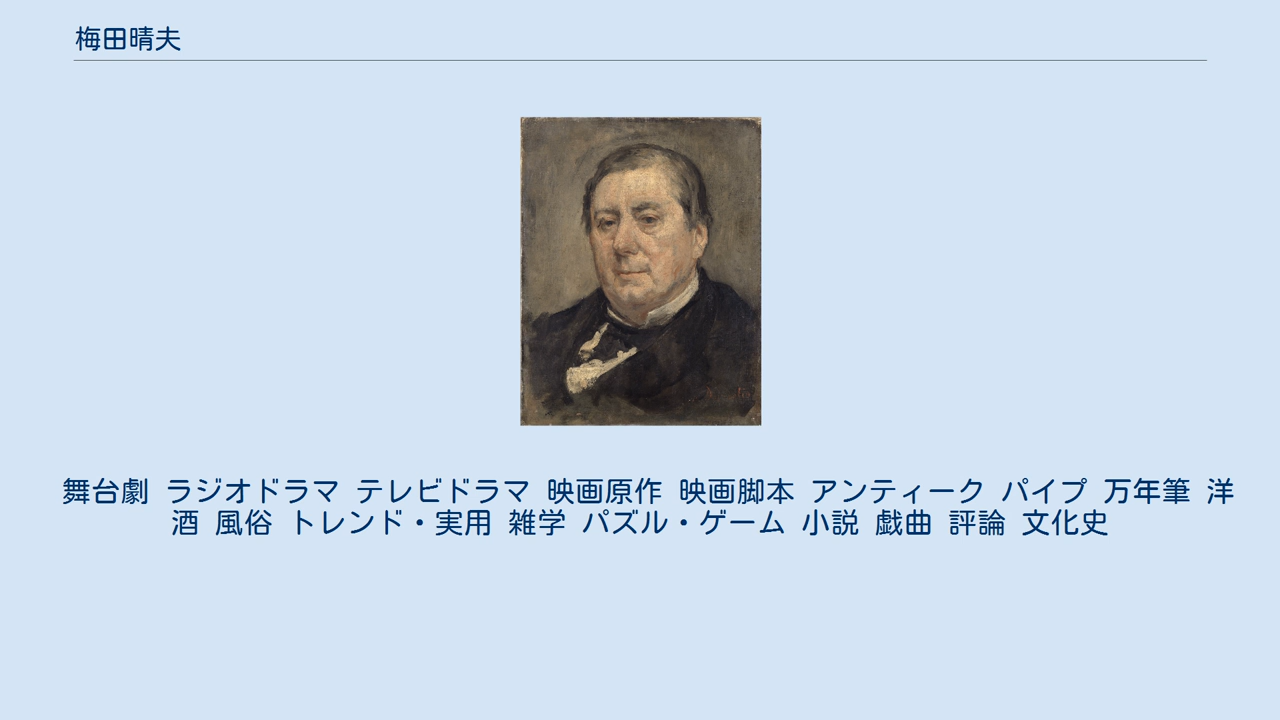 梅田晴夫
舞台劇 ラジオドラマ テレビドラマ 映画原作 映画脚本 アンティーク パイプ 万年筆 洋
酒 風俗 トレンド・実用 雑学 パズル・ゲーム 小説 戯曲 評論 文化史